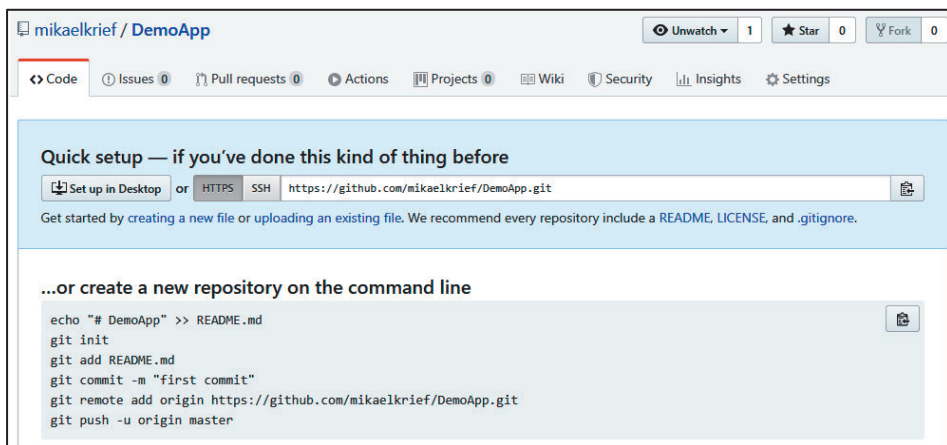 mikaelkrief / DemoApp
Unwatch 1 Star 0 Fork 0
Code Issues 0 Pull requests 0 Actions Projects 0 Wiki Security Insights Settings
Quick setup — if you've done this kind of thing before
Set up in Desktop or HTTPS SSH https://github.com/mikaelkrief/DemoApp.git
Get started by creating a new file or uploading an existing file. We recommend every repository include a README, LICENSE, and .gitignore.
...or create a new repository on the command line
echo "# DemoApp" >> README.md
git init
git add README.md
git commit -m "first commit"
git remote add origin https://github.com/mikaelkrief/DemoApp.git
git push -u origin master